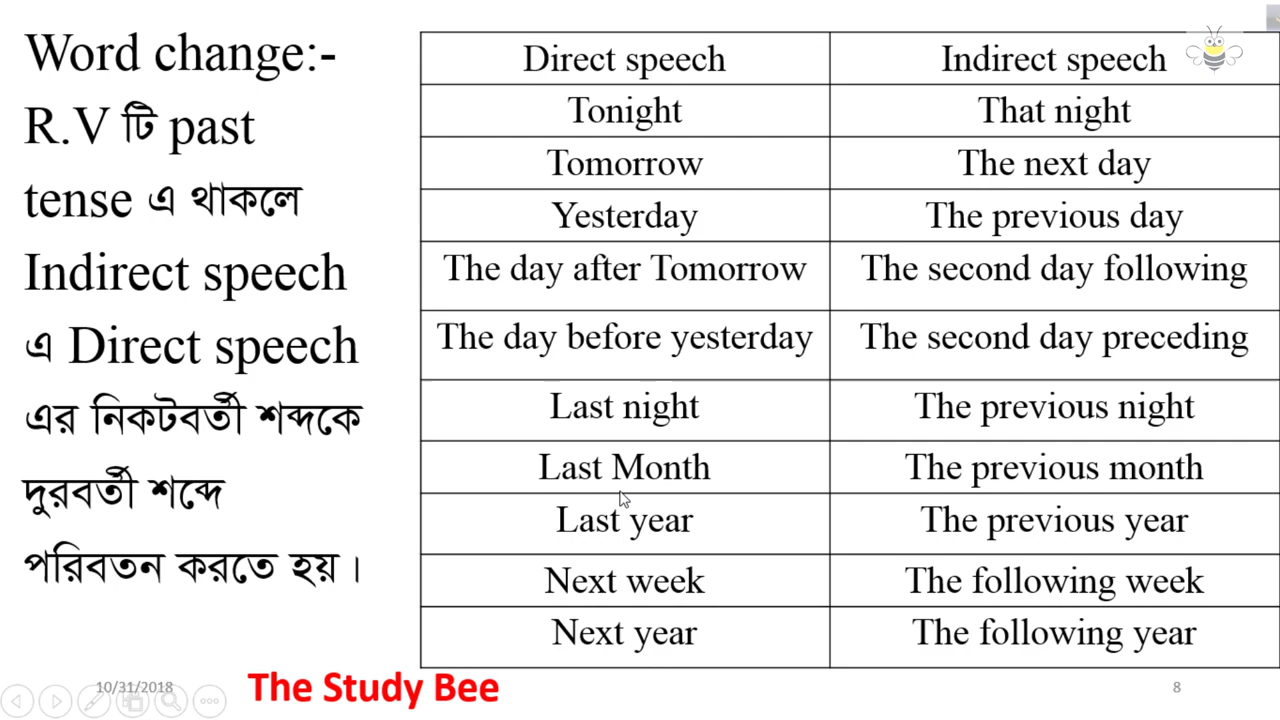 Word change:-
R.V টি past
tense এ থাকলে
Indirect speech
এ Direct speech
এর নিকটবর্তী শব্দকে
দুরবর্তী শব্দে
পরিবতন করতে হয়।
Direct speech Indirect speech
Tonight That night
Tomorrow The next day
Yesterday The previous day
The day after Tomorrow The second day following
The day before yesterday The second day preceding
Last night The previous night
Last Month The previous month
Last year The previous year
Next week The following week
Next year The following year
10/31/2018 The Study Bee 8